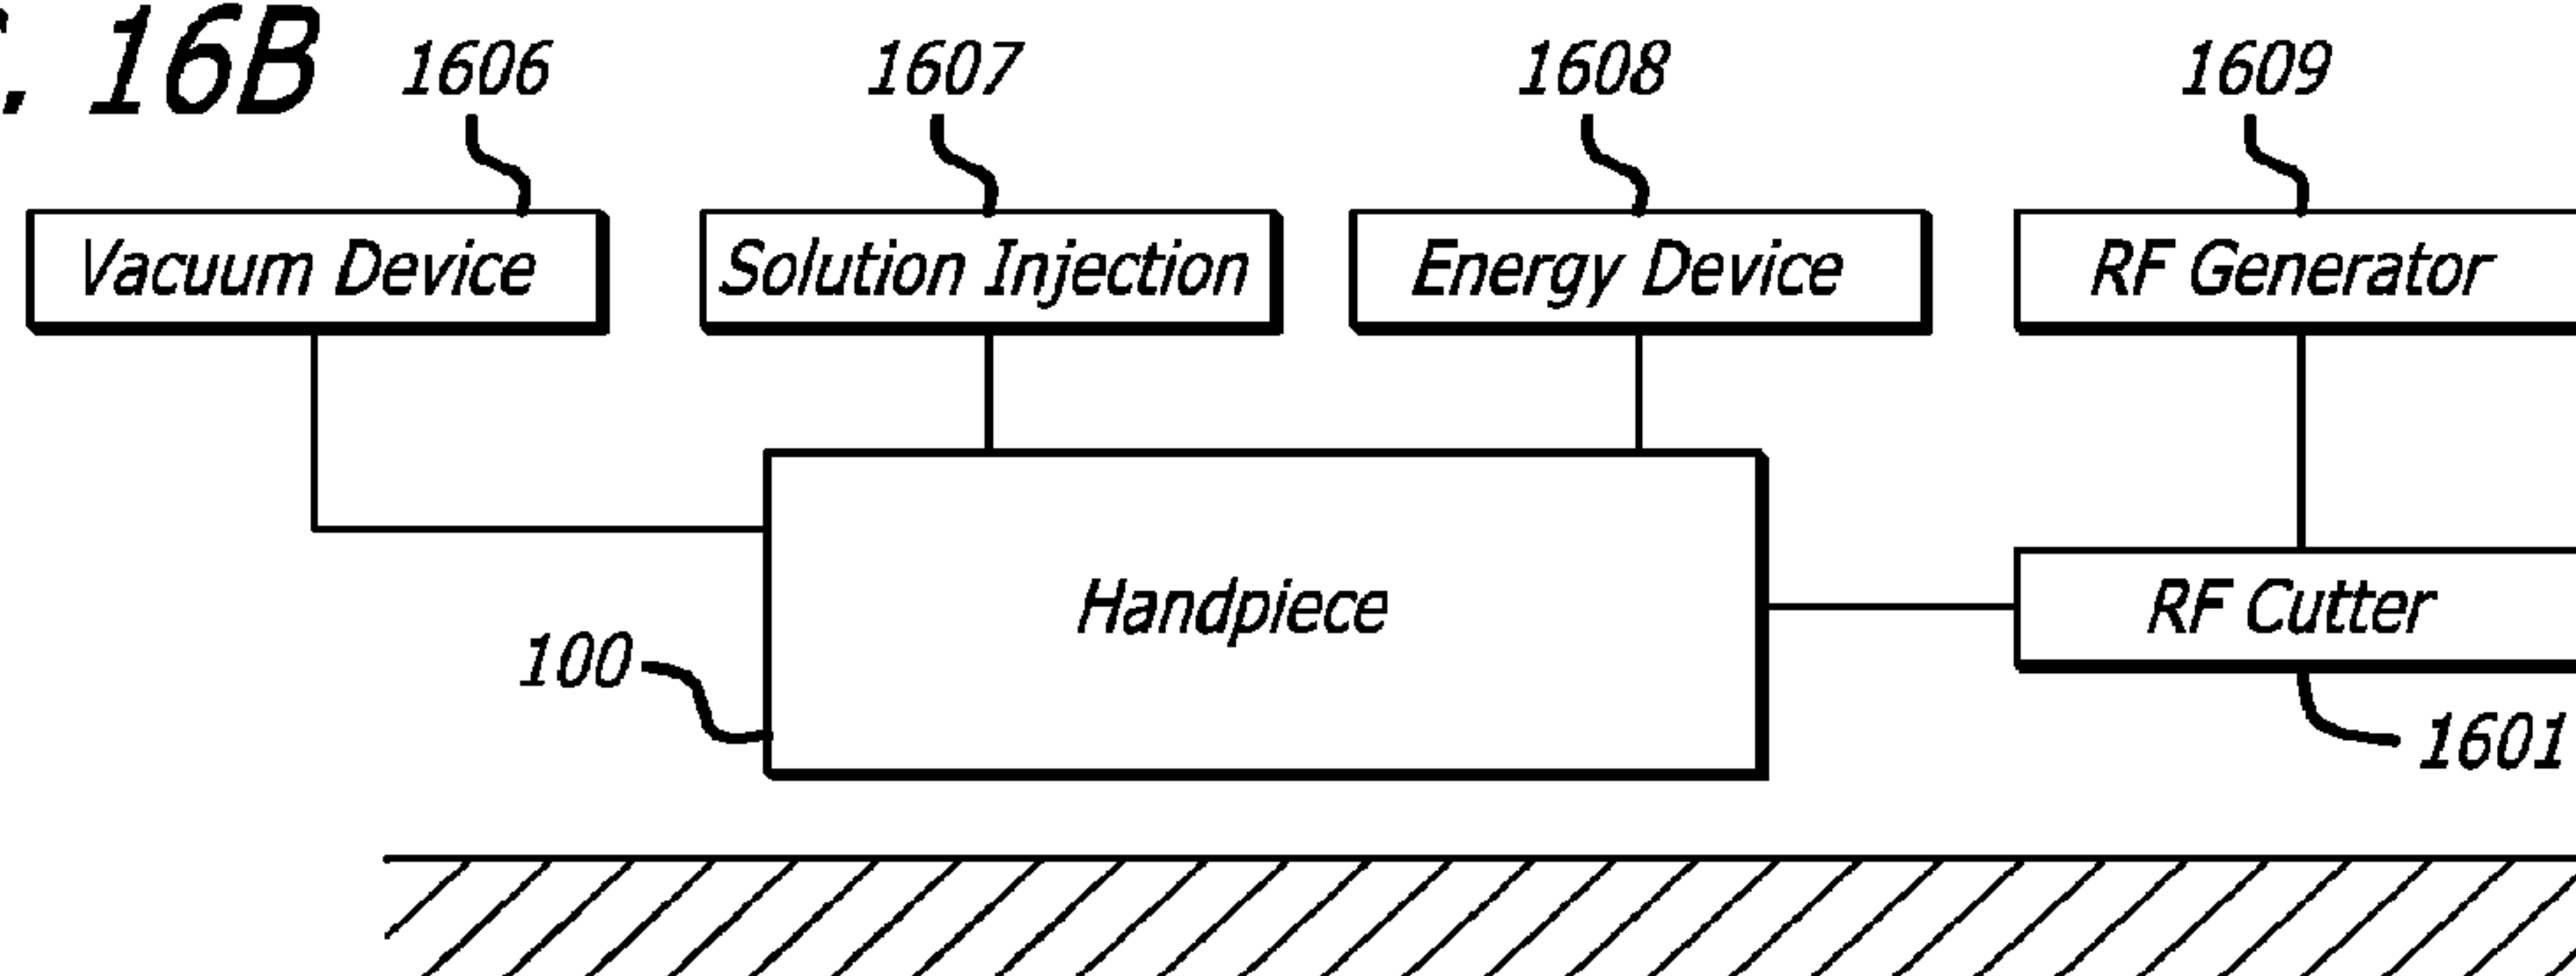 16B
1606 1607 1608 1609
Vacuum Device Solution Injection Energy Device RF Generator
Handpiece RF Cutter
100
1601